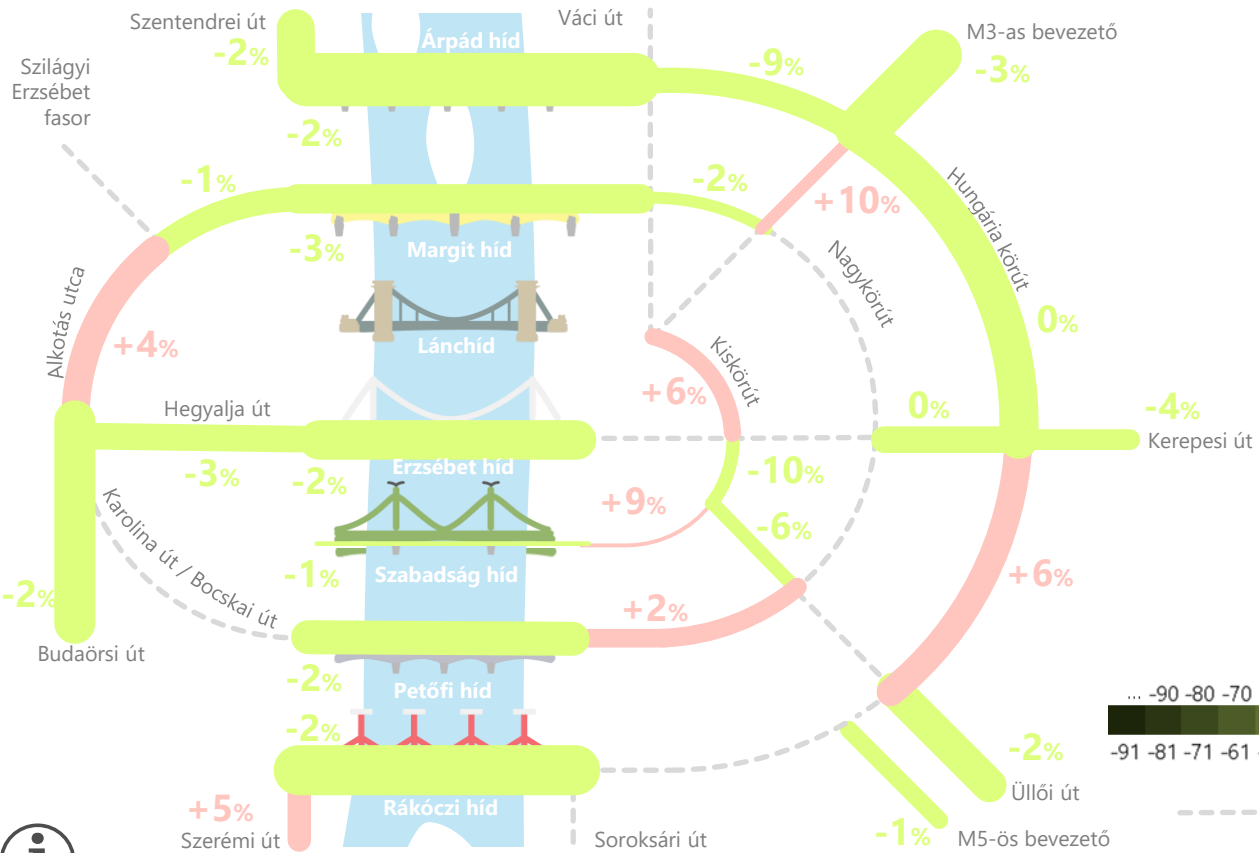 Szentendrei út
-2%
Váci út
Árpád híd
M3-as bevezető
-3%
-9%
Szilágyi
Erzsébet
fasor
-2%
-1%
-2%
+10%
Hungária körút
-3%
Margit híd
Nagykörút
Alkotás utca
+4%
Lánchíd
0%
Kiskörút
+6%
Hegyalja út
0%
-4%
Kerepesi út
-3%
-2%
Erzsébet híd
-10%
+9%
-6%
Karolina út / Bocskai út
-1%
Szabadság híd
+6%
-2%
+2%
Budaörsi út
-2%
Petőfi híd
-2%
... -90 -80 -70
-91 -81 -71 -61
-2%
Üllői út
+5%
Rákóczi híd
Szerémi út
Soroksári út
-1%
M5-ös bevezető
i